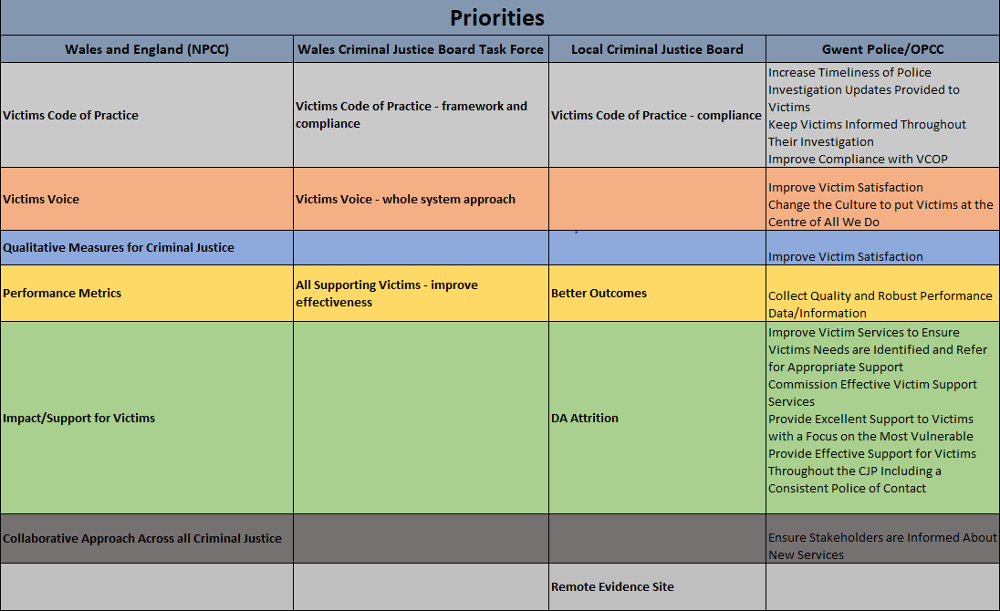 Priorities
Wales and England (NPCC)
Wales Criminal Justice Board Task Force
Local Criminal Justice Board
Gwent Police/OPCC
Victims Code of Practice
Victims Code of Practice - framework and
compliance
Victims Code of Practice - compliance
Increase Timeliness of Police
Investigation Updates Provided to
Victims
Keep Victims Informed Throughout
Their Investigation
Improve Compliance with VCOP
Victims Voice
Victims Voice - whole system approach
Improve Victim Satisfaction
Change the Culture to put Victims at the
Centre of All We Do
Qualitative Measures for Criminal Justice
Improve Victim Satisfaction
Performance Metrics
All Supporting Victims - improve
effectiveness
Better Outcomes
Collect Quality and Robust Performance
Data/Information
Impact/Support for Victims
DA Attrition
Improve Victim Services to Ensure
Victims Needs are Identified and Refer
for Appropriate Support
Commission Effective Victim Support
Services
Provide Excellent Support to Victims
with a Focus on the Most Vulnerable
Provide Effective Support for Victims
Throughout the CJP Including a
Consistent Police of Contact
Collaborative Approach Across all Criminal Justice
Ensure Stakeholders are Informed About
New Services
Remote Evidence Site